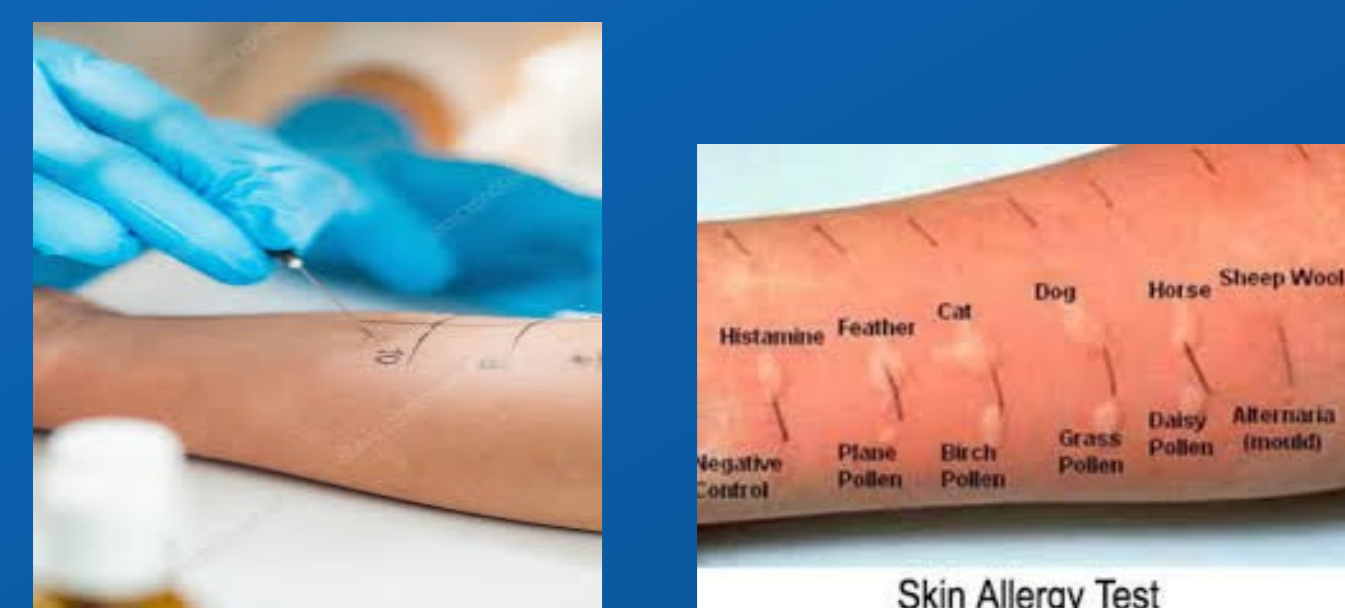 Histamine
Feather
Cat
Dog
Horse
Sheep Wool
Negative
Control
Plane
Pollen
Birch
Pollen
Grass
Pollen
Daisy
Pollen
Alternaria
(mould)
Skin Allergy Test